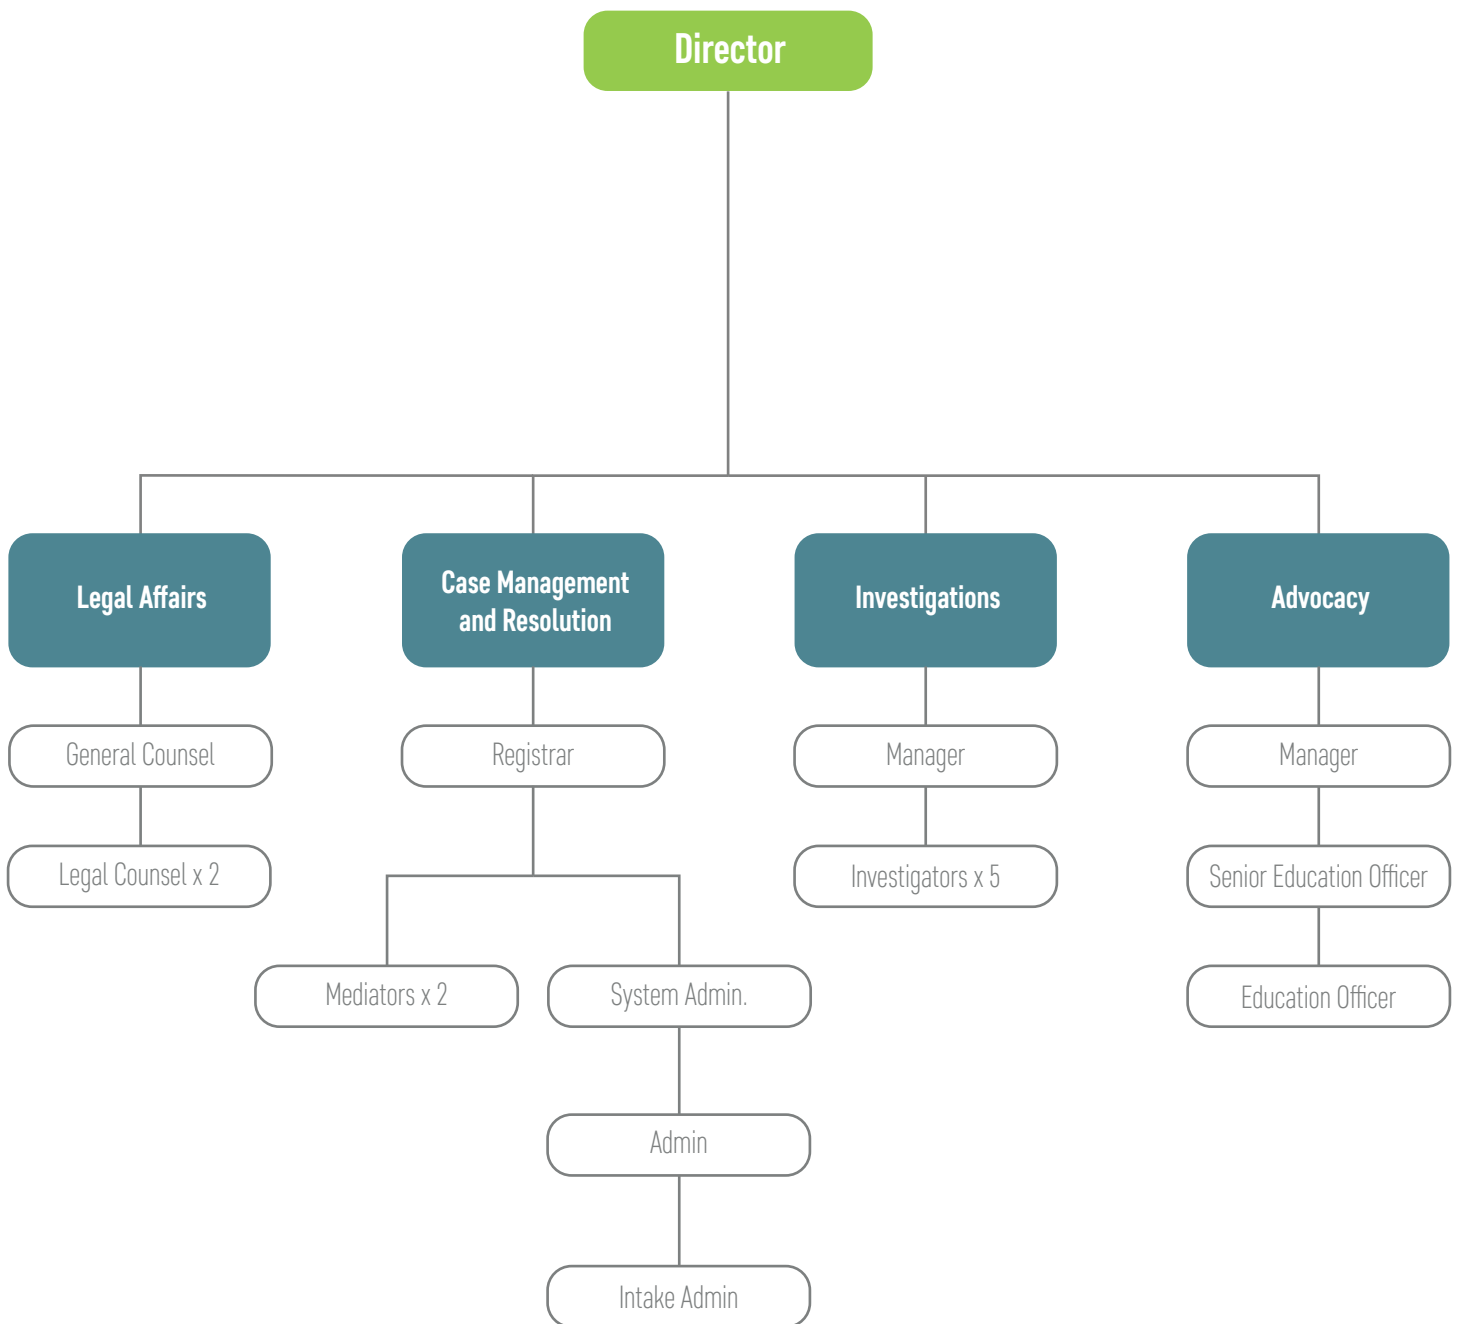 Director
Legal Affairs
Case Management
and Resolution
Investigations
Advocacy
General Counsel
Registrar
Manager
Manager
Legal Counsel x 2
Investigators x 5
Senior Education Officer
Mediators x 2
System Admin.
Education Officer
Admin
Intake Admin